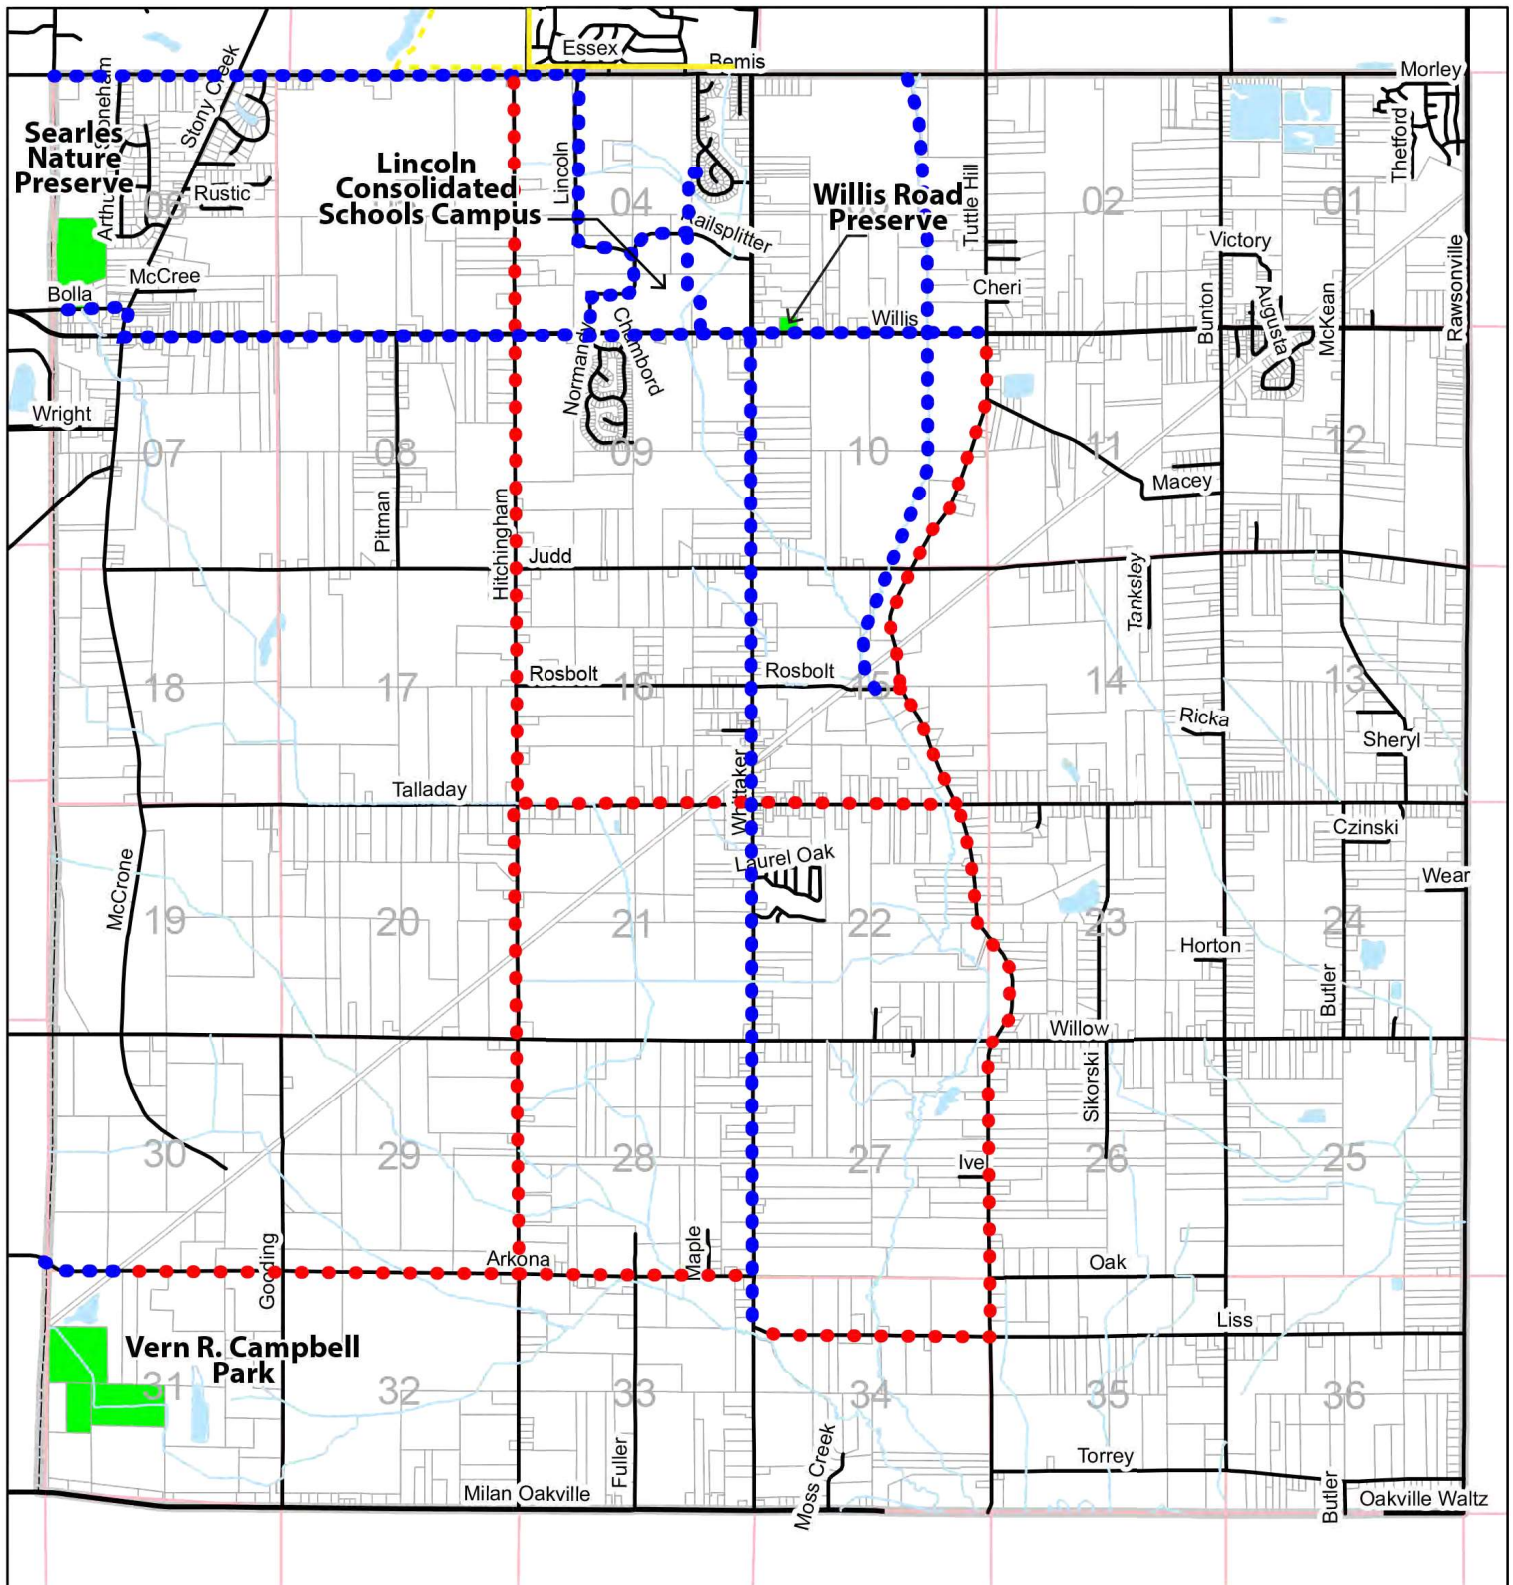 Essex
Bemis
Morley
Stoneham
Stony Creek
Searles
Nature
Preserve
Lincoln
Consolidated
Schools Campus
Lincoln
Thetford
Rustic
04
Willis Road
Preserve
02
01
Tuttle Hill
Railsplitter
Victory
Rawsonville
McCree
Bolla
Cheri
Bunton
Augusta
McKean
Willis
Normandy
Chambord
Wright
07
08
09
10
11
12
Macey
Pitman
Hitchingham
Judd
Tanksley
18
17
Rosbolt
16
Rosbolt
15
14
13
Ricka
Sheryl
Talladay
Whittaker
Czinski
McCrone
Laurel Oak
Wear
19
20
21
22
23
24
Horton
Butler
Willow
Sikorski
30
29
28
27
Ive
26
25
Gooding
Arkona
Maple
Oak
Liss
Vern R. Campbell
Park
31
32
33
34
35
36
Fuller
Moss Creek
Torrey
Milan Oakville
Butler
Oakville Waltz